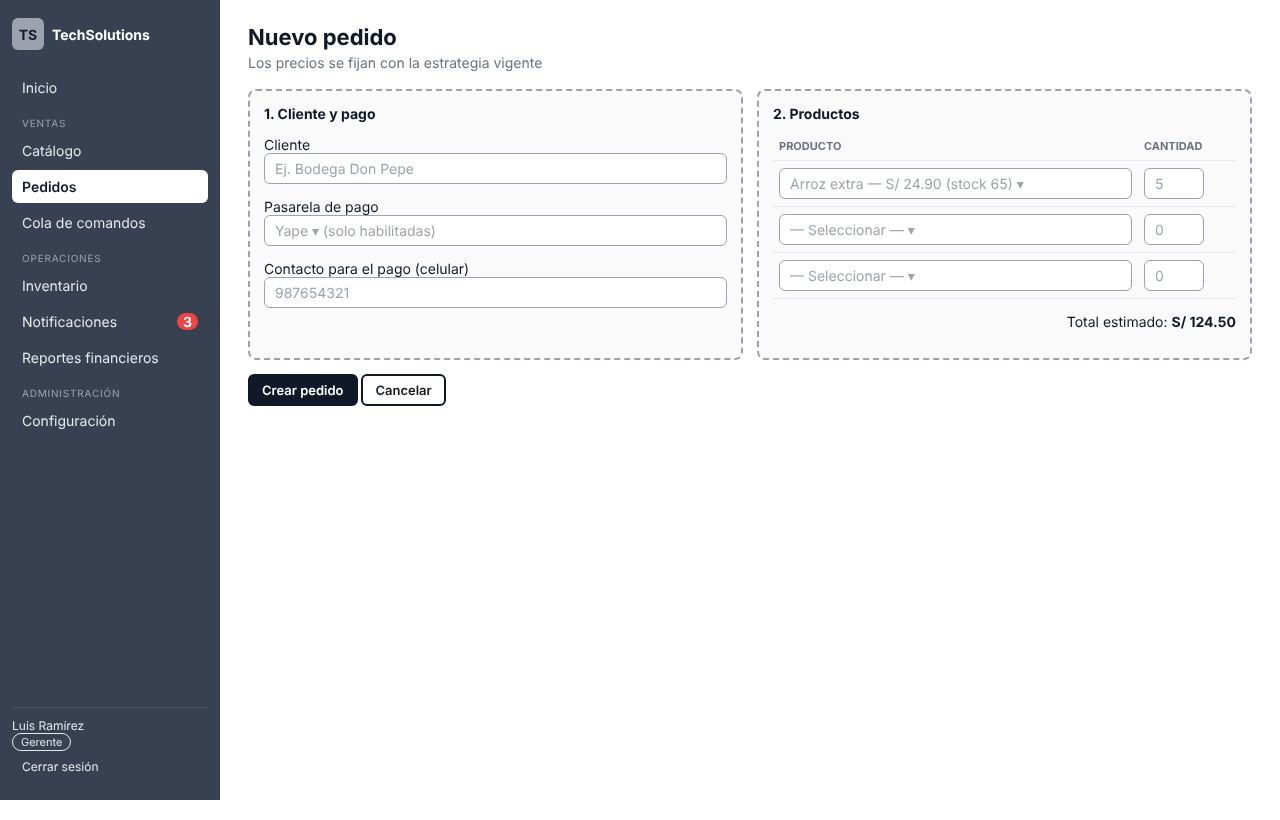 TS TechSolutions
Inicio
VENTAS
Catálogo
Pedidos
Cola de comandos
OPERACIONES
Inventario
Notificaciones 3
Reportes financieros
ADMINISTRACIÓN
Configuración
Luis Ramírez
Gerente
Cerrar sesión
Nuevo pedido
Los precios se fijan con la estrategia vigente
1. Cliente y pago
Cliente
Ej. Bodega Don Pepe
Pasarela de pago
Yape ▾ (solo habilitadas)
Contacto para el pago (celular)
987654321
2. Productos
PRODUCTO CANTIDAD
Arroz extra — S/ 24.90 (stock 65) ▾ 5
— Seleccionar — ▾ 0
— Seleccionar — ▾ 0
Total estimado: S/ 124.50
Crear pedido Cancelar